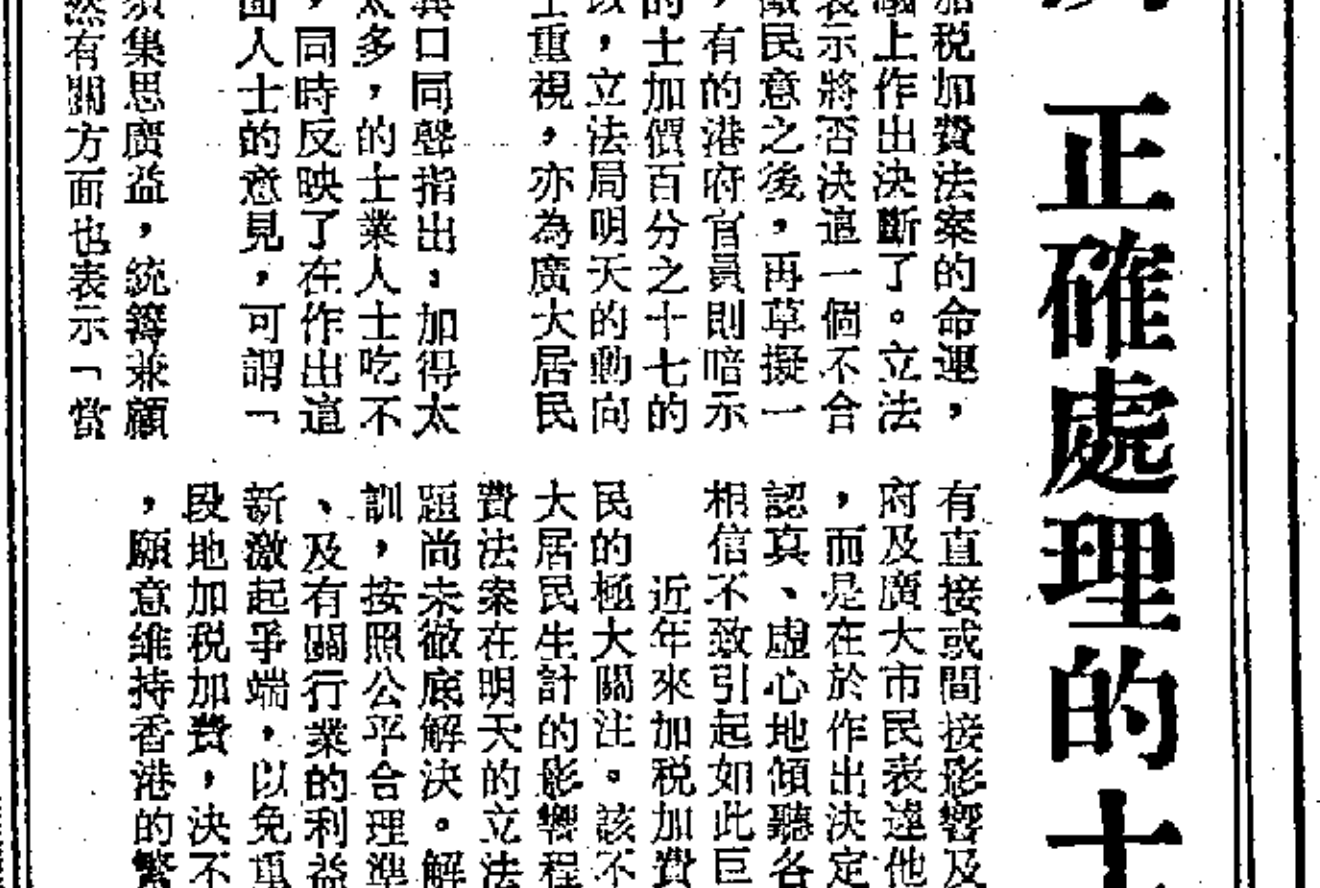 正確處理的士
加税加費法案的命運，
上作出決斷了。立法
表示將否決這一個不合
徵民意之後，再草擬一
，有的港府官員則暗示
的士加價百分之十七的
以，立法局明天的動向
重視，亦為廣大居民
異口同聲指出，加得太
太多，的士業人士吃不
，同時反映了在作出這
面人士的意見，可謂「
須集思廣益，統籌兼顧
然有關方面也表示「當
有直接或間接影響及
府及廣大市民表達他
，而是在於作出決定
認真、虛心地傾聽各
相信不致引起如此巨
近年來加税加費
民的極大關注。該不
大居民生計的影響程
費法案在明天的立法
題尚未徹底解決。解
訓，按照公平合理準
、及有關行業的利益
新激起爭端，以免重
段地加税加費，決不
，願意維持香港的繁